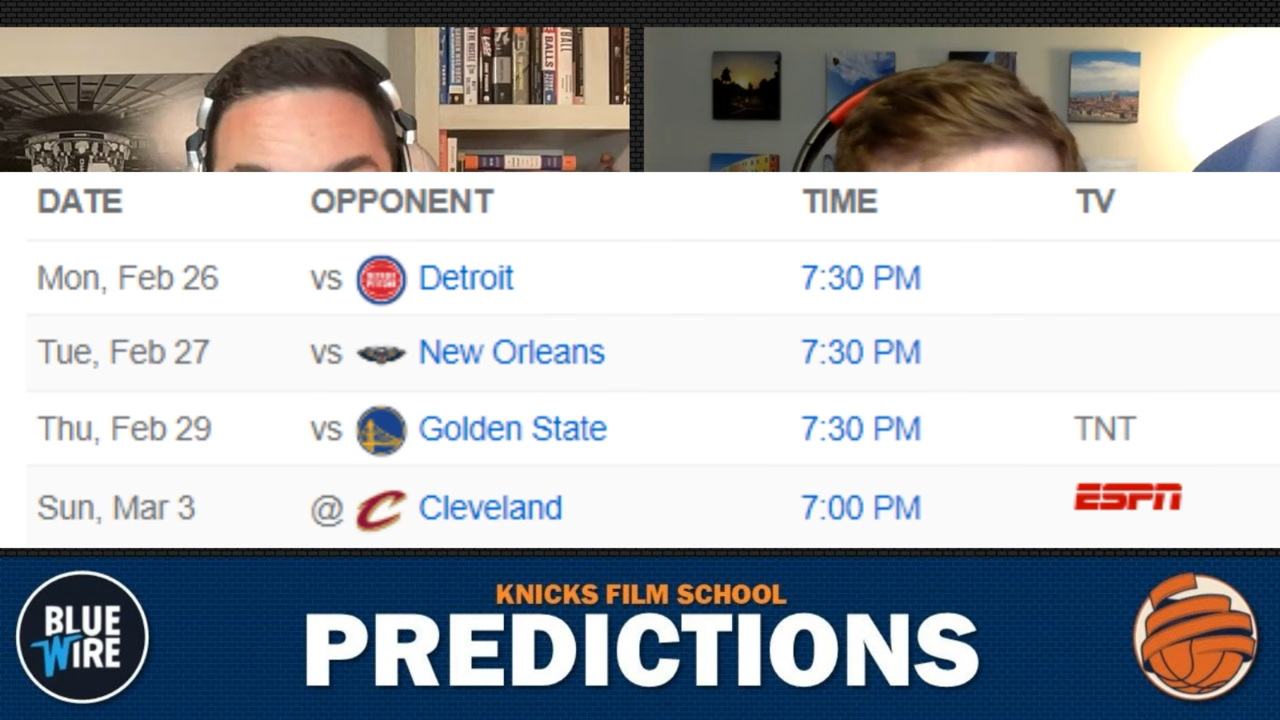 BALLS
BALL
DATE OPPONENT TIME TV
Mon, Feb 26 vs Detroit 7:30 PM
Tue, Feb 27 vs New Orleans 7:30 PM
Thu, Feb 29 vs Golden State 7:30 PM TNT
Sun, Mar 3 @ Cleveland 7:00 PM ESPN
KNICKS FILM SCHOOL
PREDICTIONS
BLUE
WIRE